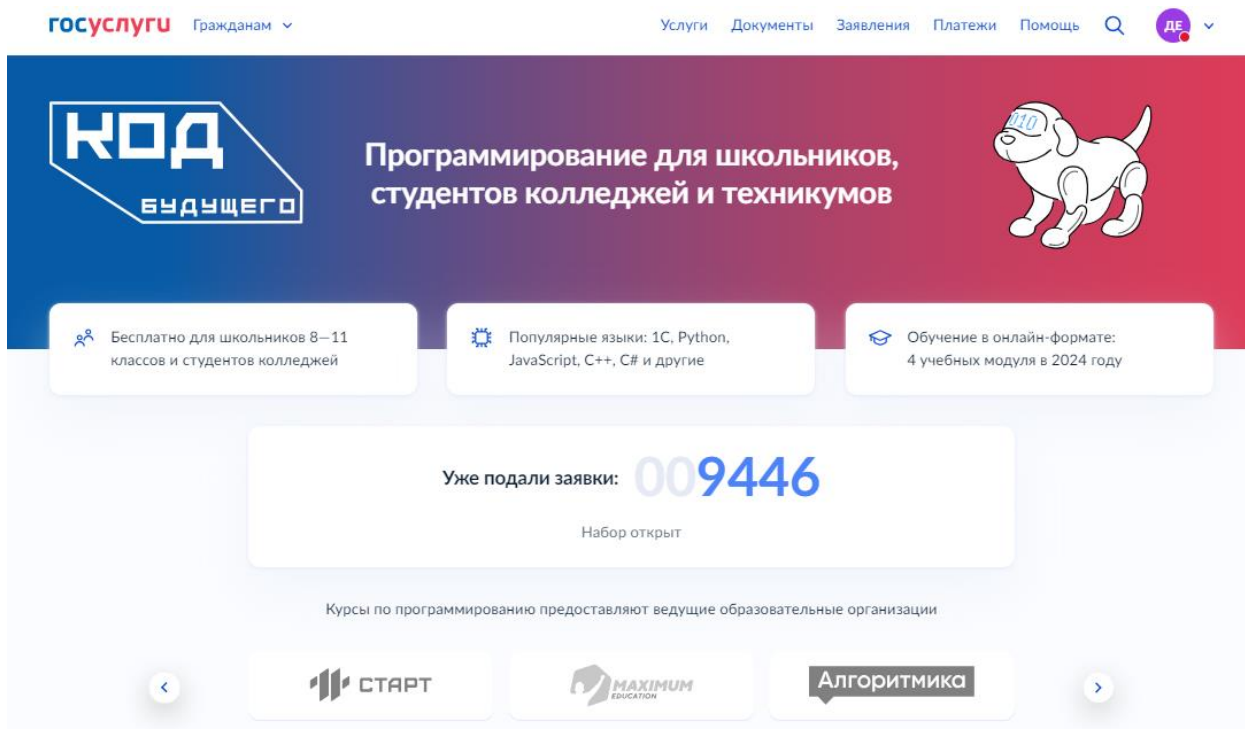 госуслуги Гражданам Услуги Документы Заявления Платежи Помощь ДЕ
КОД
БУДУЩЕГО
Программирование для школьников,
студентов колледжей и техникумов
010
Бесплатно для школьников 8—11
классов и студентов колледжей
Популярные языки: 1С, Python,
JavaScript, C++, C# и другие
Обучение в онлайн-формате:
4 учебных модуля в 2024 году
Уже подали заявки: 009446
Набор открыт
Курсы по программированию предоставляют ведущие образовательные организации
СТАРТ
MAXIMUM
EDUCATION
Алгоритмика